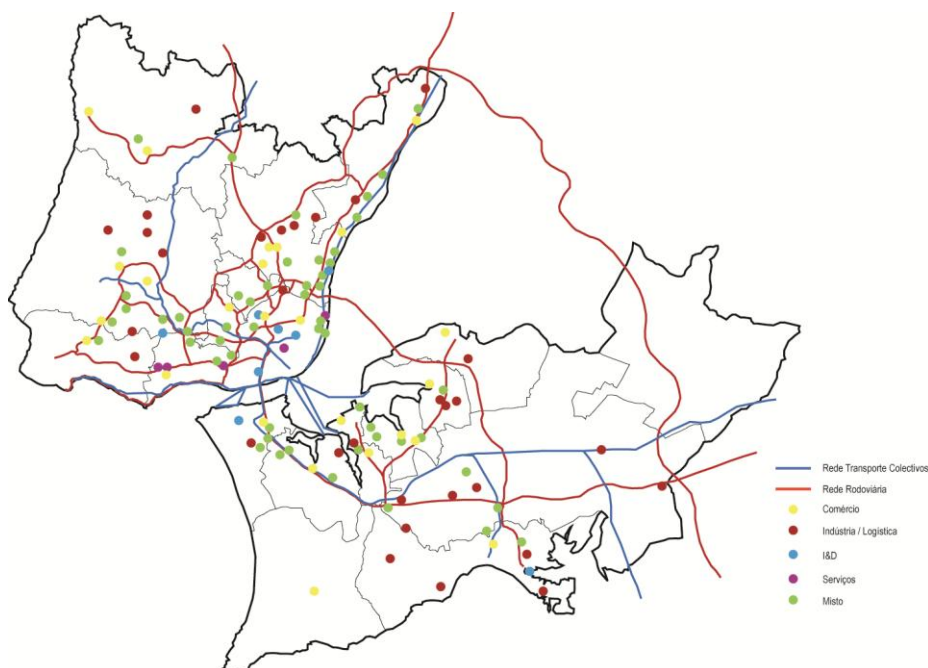 Rede Transporte Colectivos
Rede Rodoviária
Comércio
Indústria / Logística
I&D
Serviços
Misto